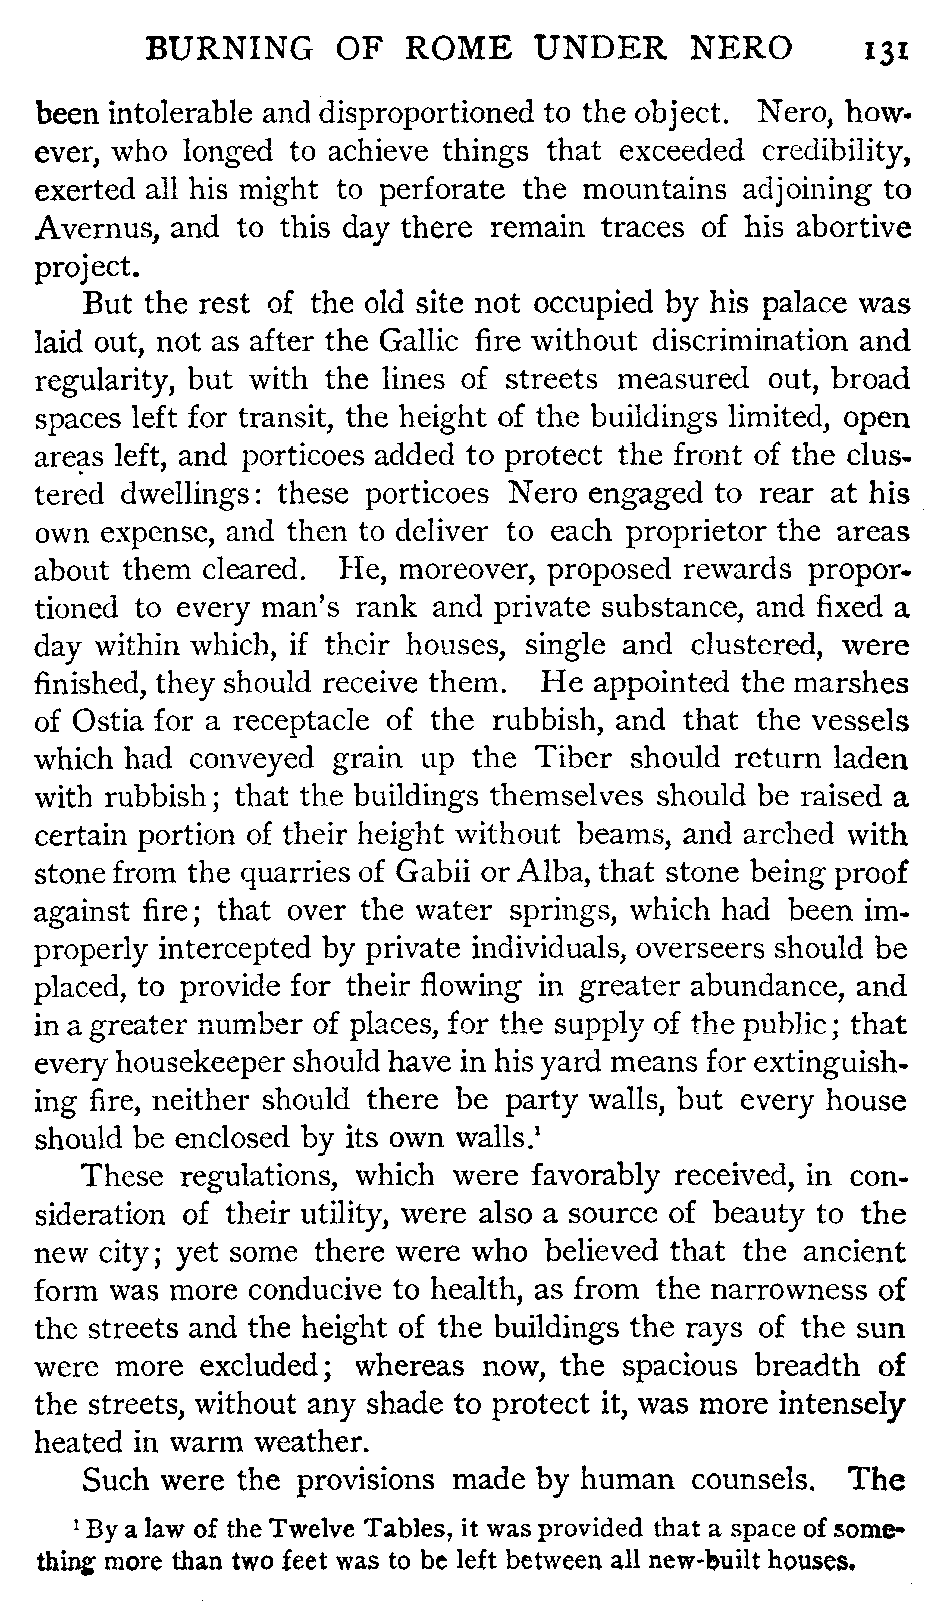 BURNING OF ROME UNDER NERO 131
been intolerable and disproportioned to the object. Nero, how-
ever, who longed to achieve things that exceeded credibility,
exerted all his might to perforate the mountains adjoining to
Avernus, and to this day there remain traces of his abortive
project.
But the rest of the old site not occupied by his palace was
laid out, not as after the Gallic fire without discrimination and
regularity, but with the lines of streets measured out, broad
spaces left for transit, the height of the buildings limited, open
areas left, and porticoes added to protect the front of the clus-
tered dwellings: these porticoes Nero engaged to rear at his
own expense, and then to deliver to each proprietor the areas
about them cleared. He, moreover, proposed rewards propor-
tioned to every man's rank and private substance, and fixed a
day within which, if their houses, single and clustered, were
finished, they should receive them. He appointed the marshes
of Ostia for a receptacle of the rubbish, and that the vessels
which had conveyed grain up the Tiber should return laden
with rubbish; that the buildings themselves should be raised a
certain portion of their height without beams, and arched with
stone from the quarries of Gabii or Alba, that stone being proof
against fire; that over the water springs, which had been im-
properly intercepted by private individuals, overseers should be
placed, to provide for their flowing in greater abundance, and
in a greater number of places, for the supply of the public; that
every housekeeper should have in his yard means for extinguish-
ing fire, neither should there be party walls, but every house
should be enclosed by its own walls.¹
These regulations, which were favorably received, in con-
sideration of their utility, were also a source of beauty to the
new city; yet some there were who believed that the ancient
form was more conducive to health, as from the narrowness of
the streets and the height of the buildings the rays of the sun
were more excluded; whereas now, the spacious breadth of
the streets, without any shade to protect it, was more intensely
heated in warm weather.
Such were the provisions made by human counsels. The
¹ By a law of the Twelve Tables, it was provided that a space of some-
thing more than two feet was to be left between all new-built houses.